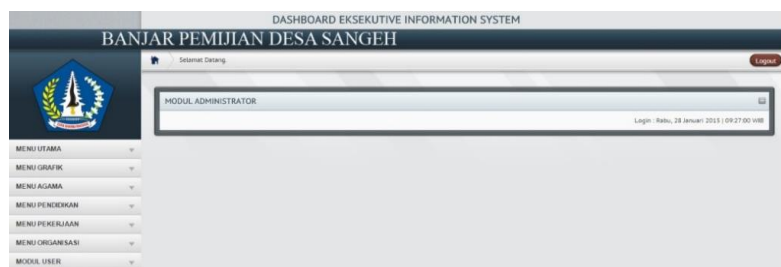 DASHBOARD EKSEKUTIVE INFORMATION SYSTEM
BANJAR PEMIJIAN DESA SANGEH
Selamat Datang.
Logout
MODUL ADMINISTRATOR
Login : Rabu, 28 Januari 2015 | 09:27:00 WIB
MENU UTAMA
MENU GRAFIK
MENU AGAMA
MENU PENDIDIKAN
MENU PEKERJAAN
MENU ORGANISASI
MODUL USER